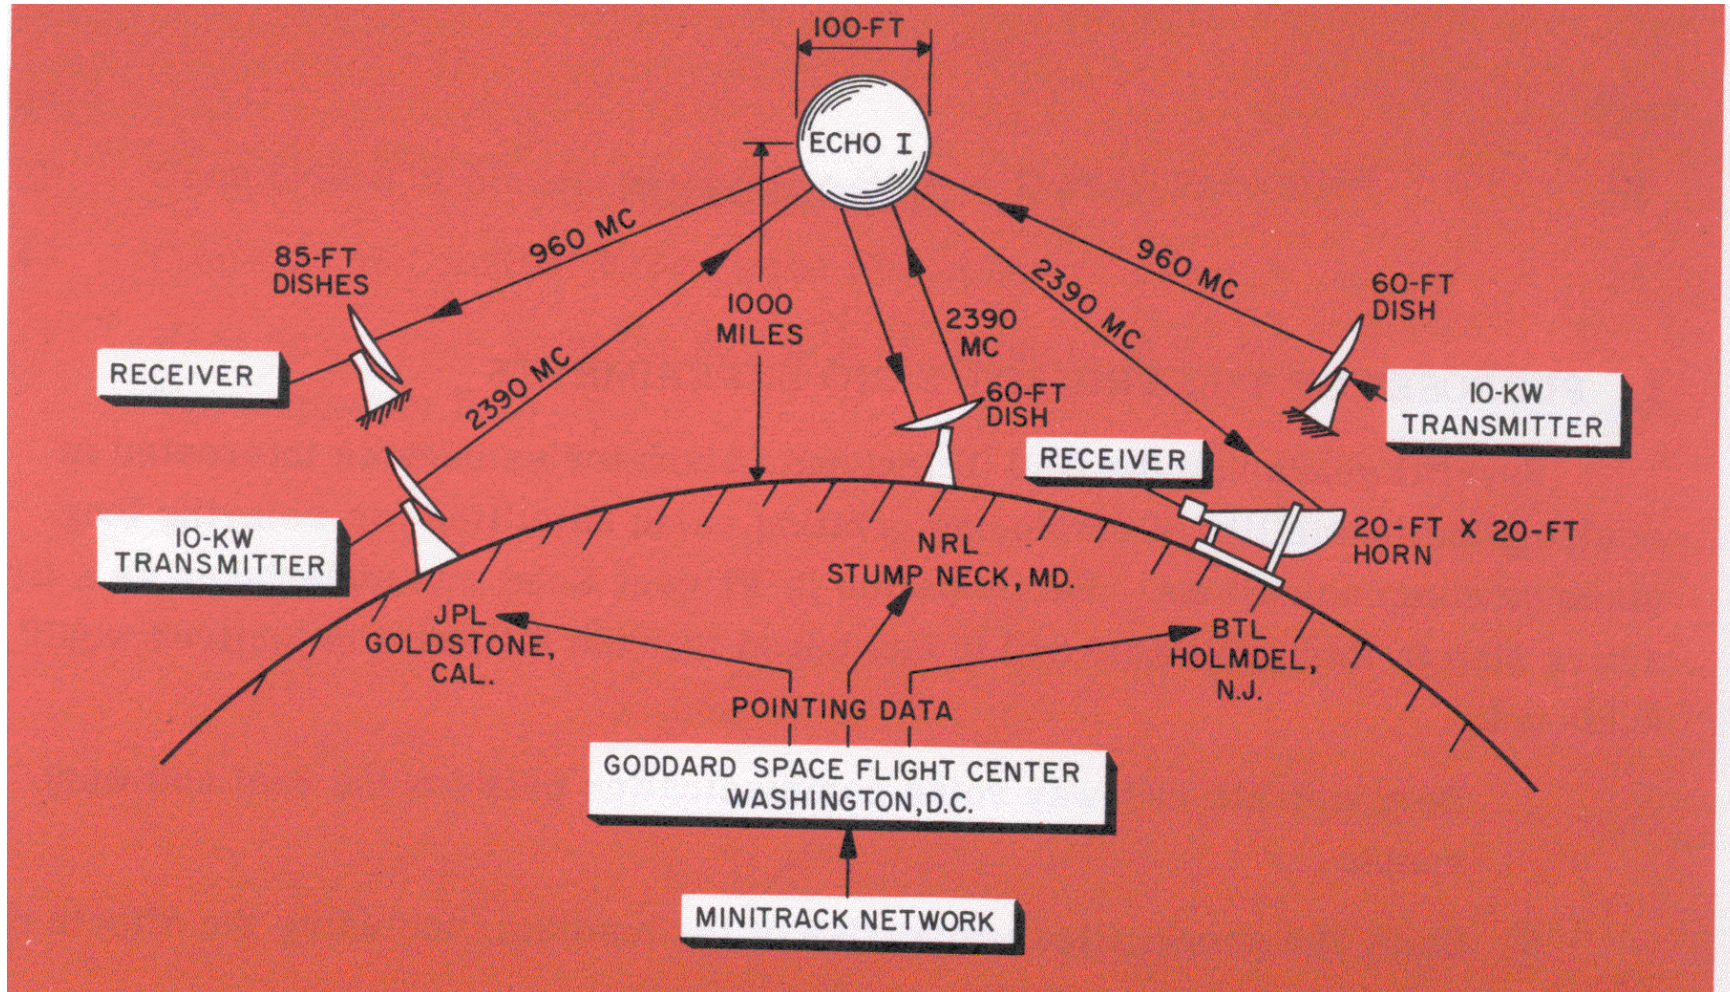 100-FT
ECHO I
960 MC
960 MC
85-FT
DISHES
2390 MC
60-FT
DISH
1000
MILES
2390
MC
RECEIVER
2390 MC
10-KW
TRANSMITTER
60-FT
DISH
RECEIVER
10-KW
TRANSMITTER
20-FT X 20-FT
HORN
NRL
STUMP NECK, MD.
JPL
GOLDSTONE,
CAL.
BTL
HOLMDEL,
N.J.
POINTING DATA
GODDARD SPACE FLIGHT CENTER
WASHINGTON, D.C.
MINITRACK NETWORK